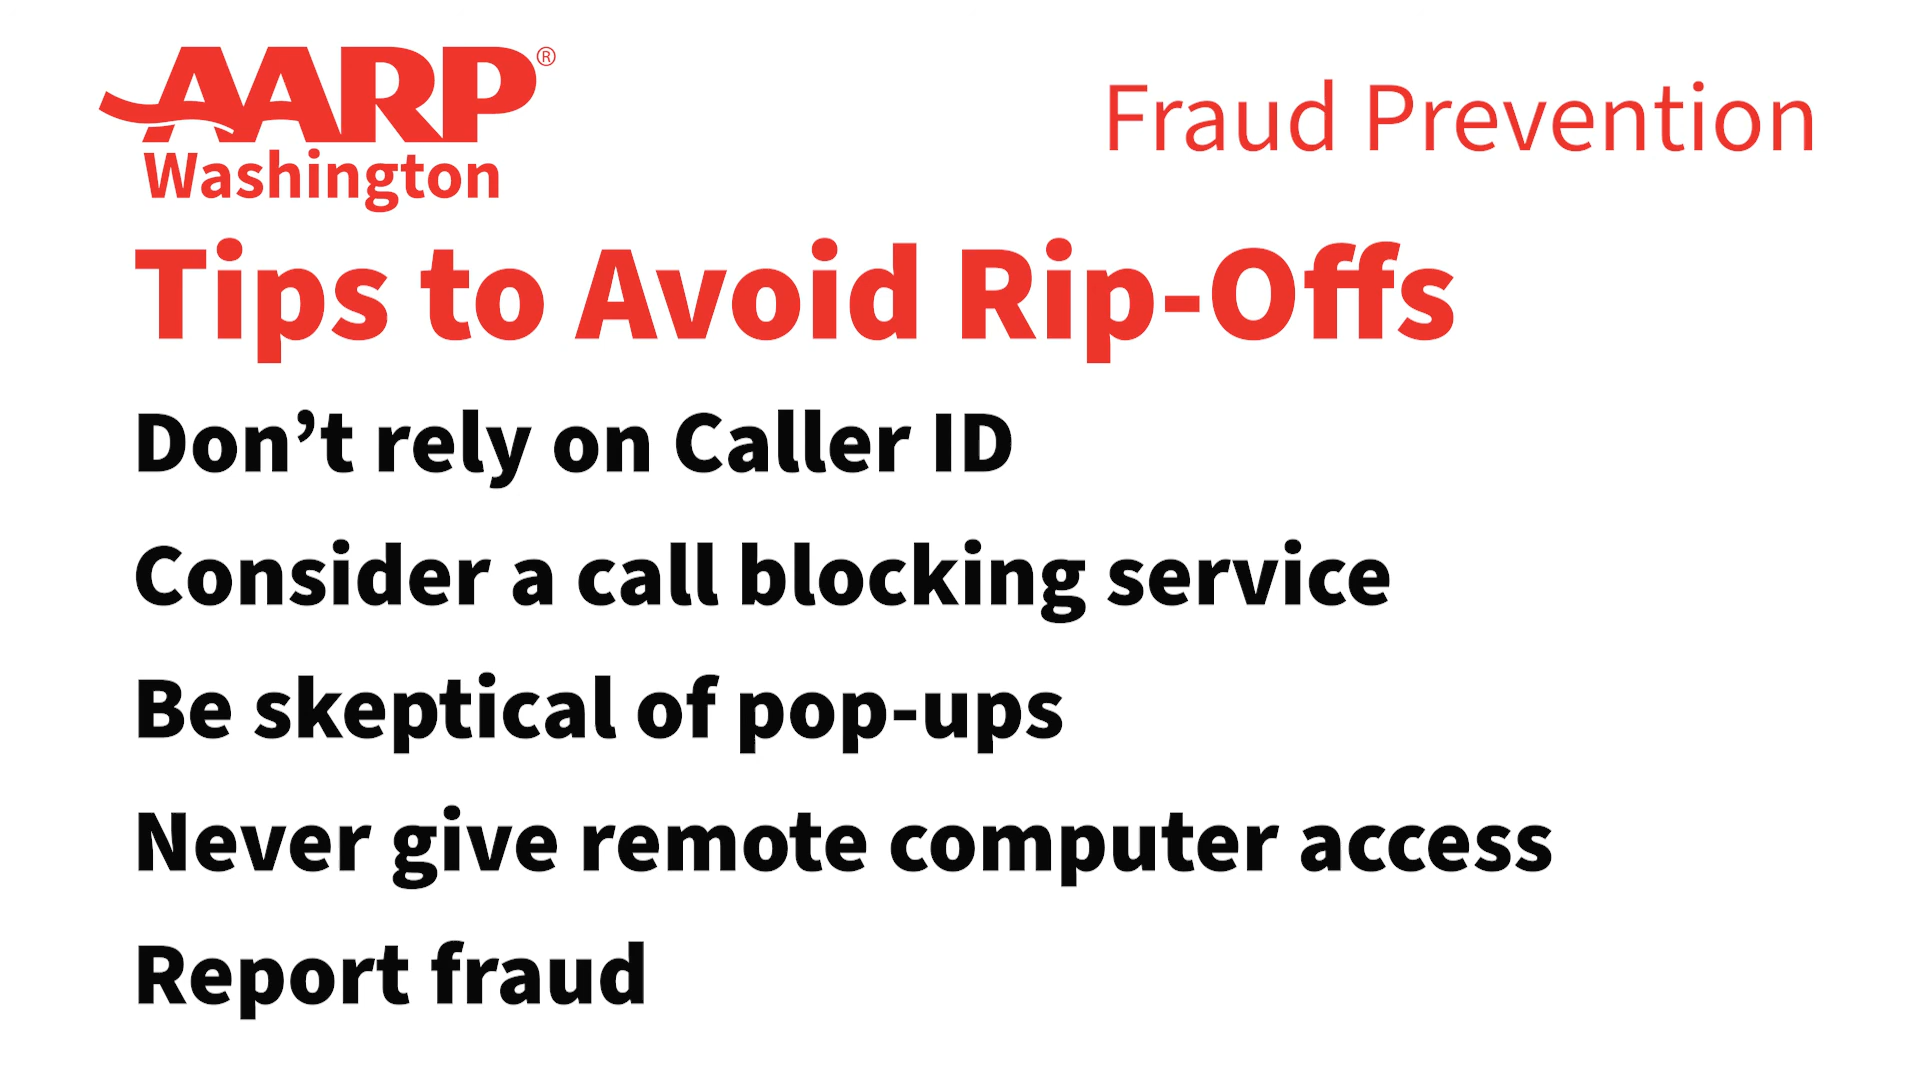 AARP®
Washington
Fraud Prevention
Tips to Avoid Rip-Offs
Don’t rely on Caller ID
Consider a call blocking service
Be skeptical of pop-ups
Never give remote computer access
Report fraud